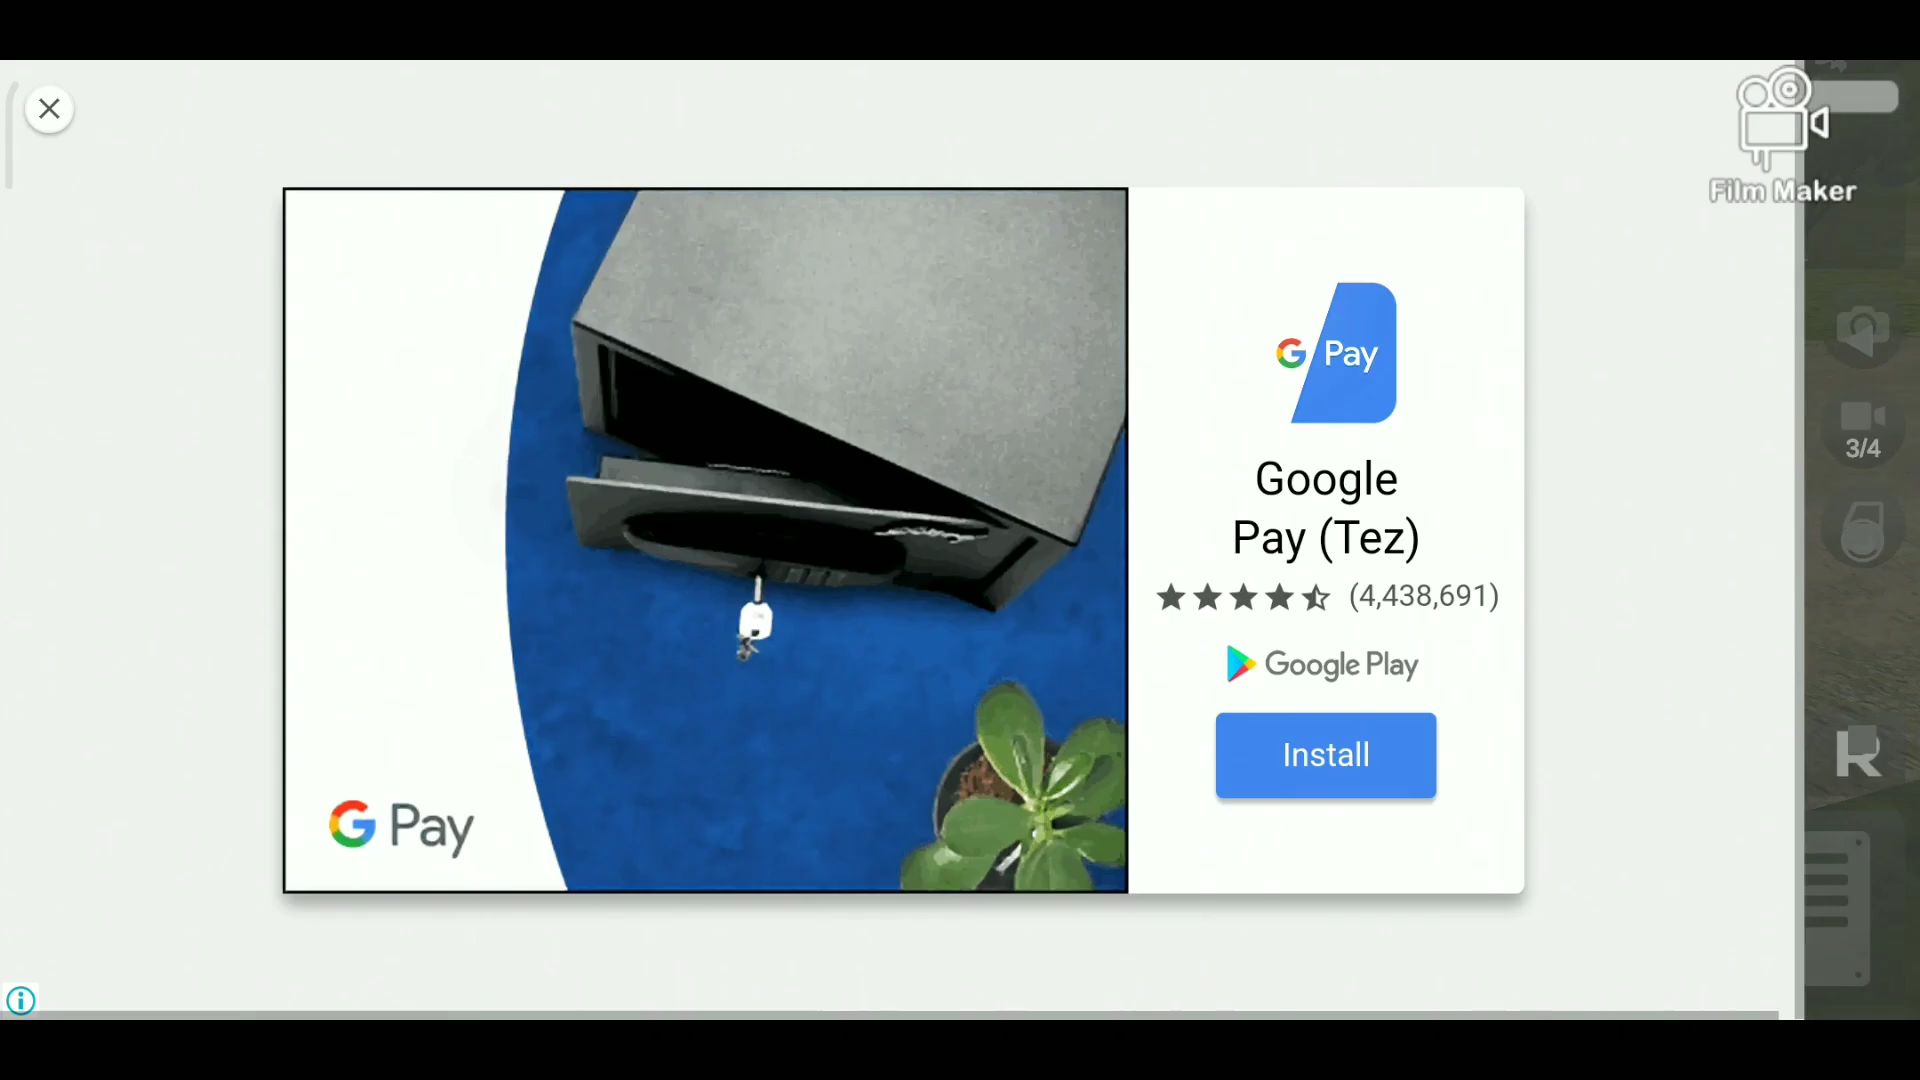 Film Maker
G Pay
Google
Pay (Tez)
(4,438,691)
Google Play
Install
G Pay
3/4
R